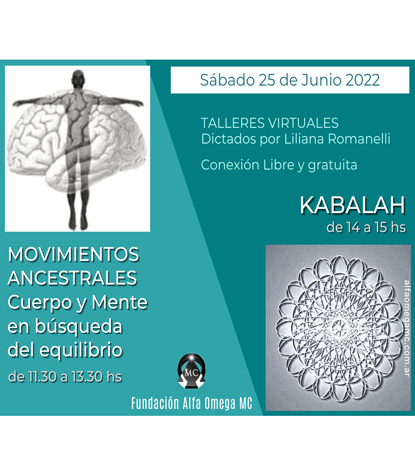 Sábado 25 de Junio 2022
TALLERES VIRTUALES
Dictados por Liliana Romanelli
Conexión Libre y gratuita
KABALAH
de 14 a 15 hs
MOVIMIENTOS
ANCESTRALES
Cuerpo y Mente
en búsqueda
del equilibrio
de 11.30 a 13.30 hs
MC
Fundación Alfa Omega MC
alfaomegamc.com.ar